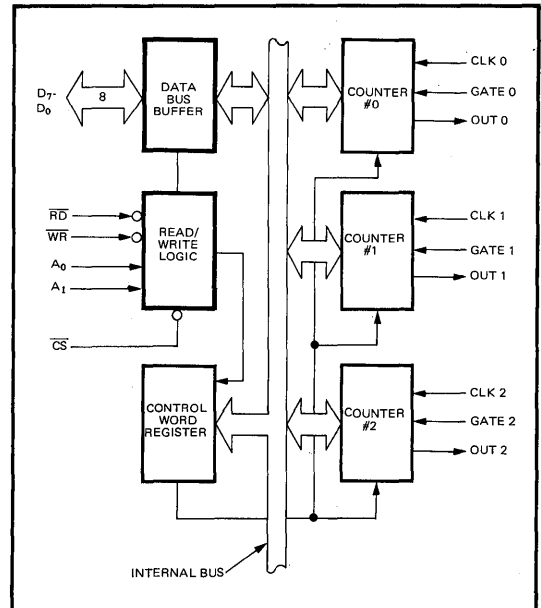 D7-
D0
8
DATA
BUS
BUFFER
COUNTER
#0
CLK 0
GATE 0
OUT 0
RD
WR
A0
A1
CS
READ/
WRITE
LOGIC
COUNTER
#1
CLK 1
GATE 1
OUT 1
CONTROL
WORD
REGISTER
COUNTER
#2
CLK 2
GATE 2
OUT 2
INTERNAL BUS